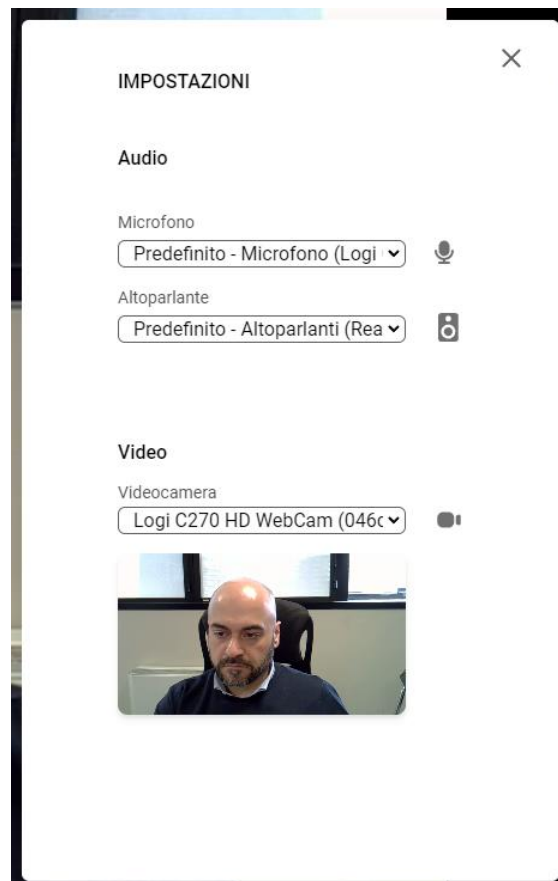 IMPOSTAZIONI
Audio
Microfono
Predefinito - Microfono (Logi
Altoparlante
Predefinito - Altoparlanti (Rea
Video
Videocamera
Logi C270 HD WebCam (046c